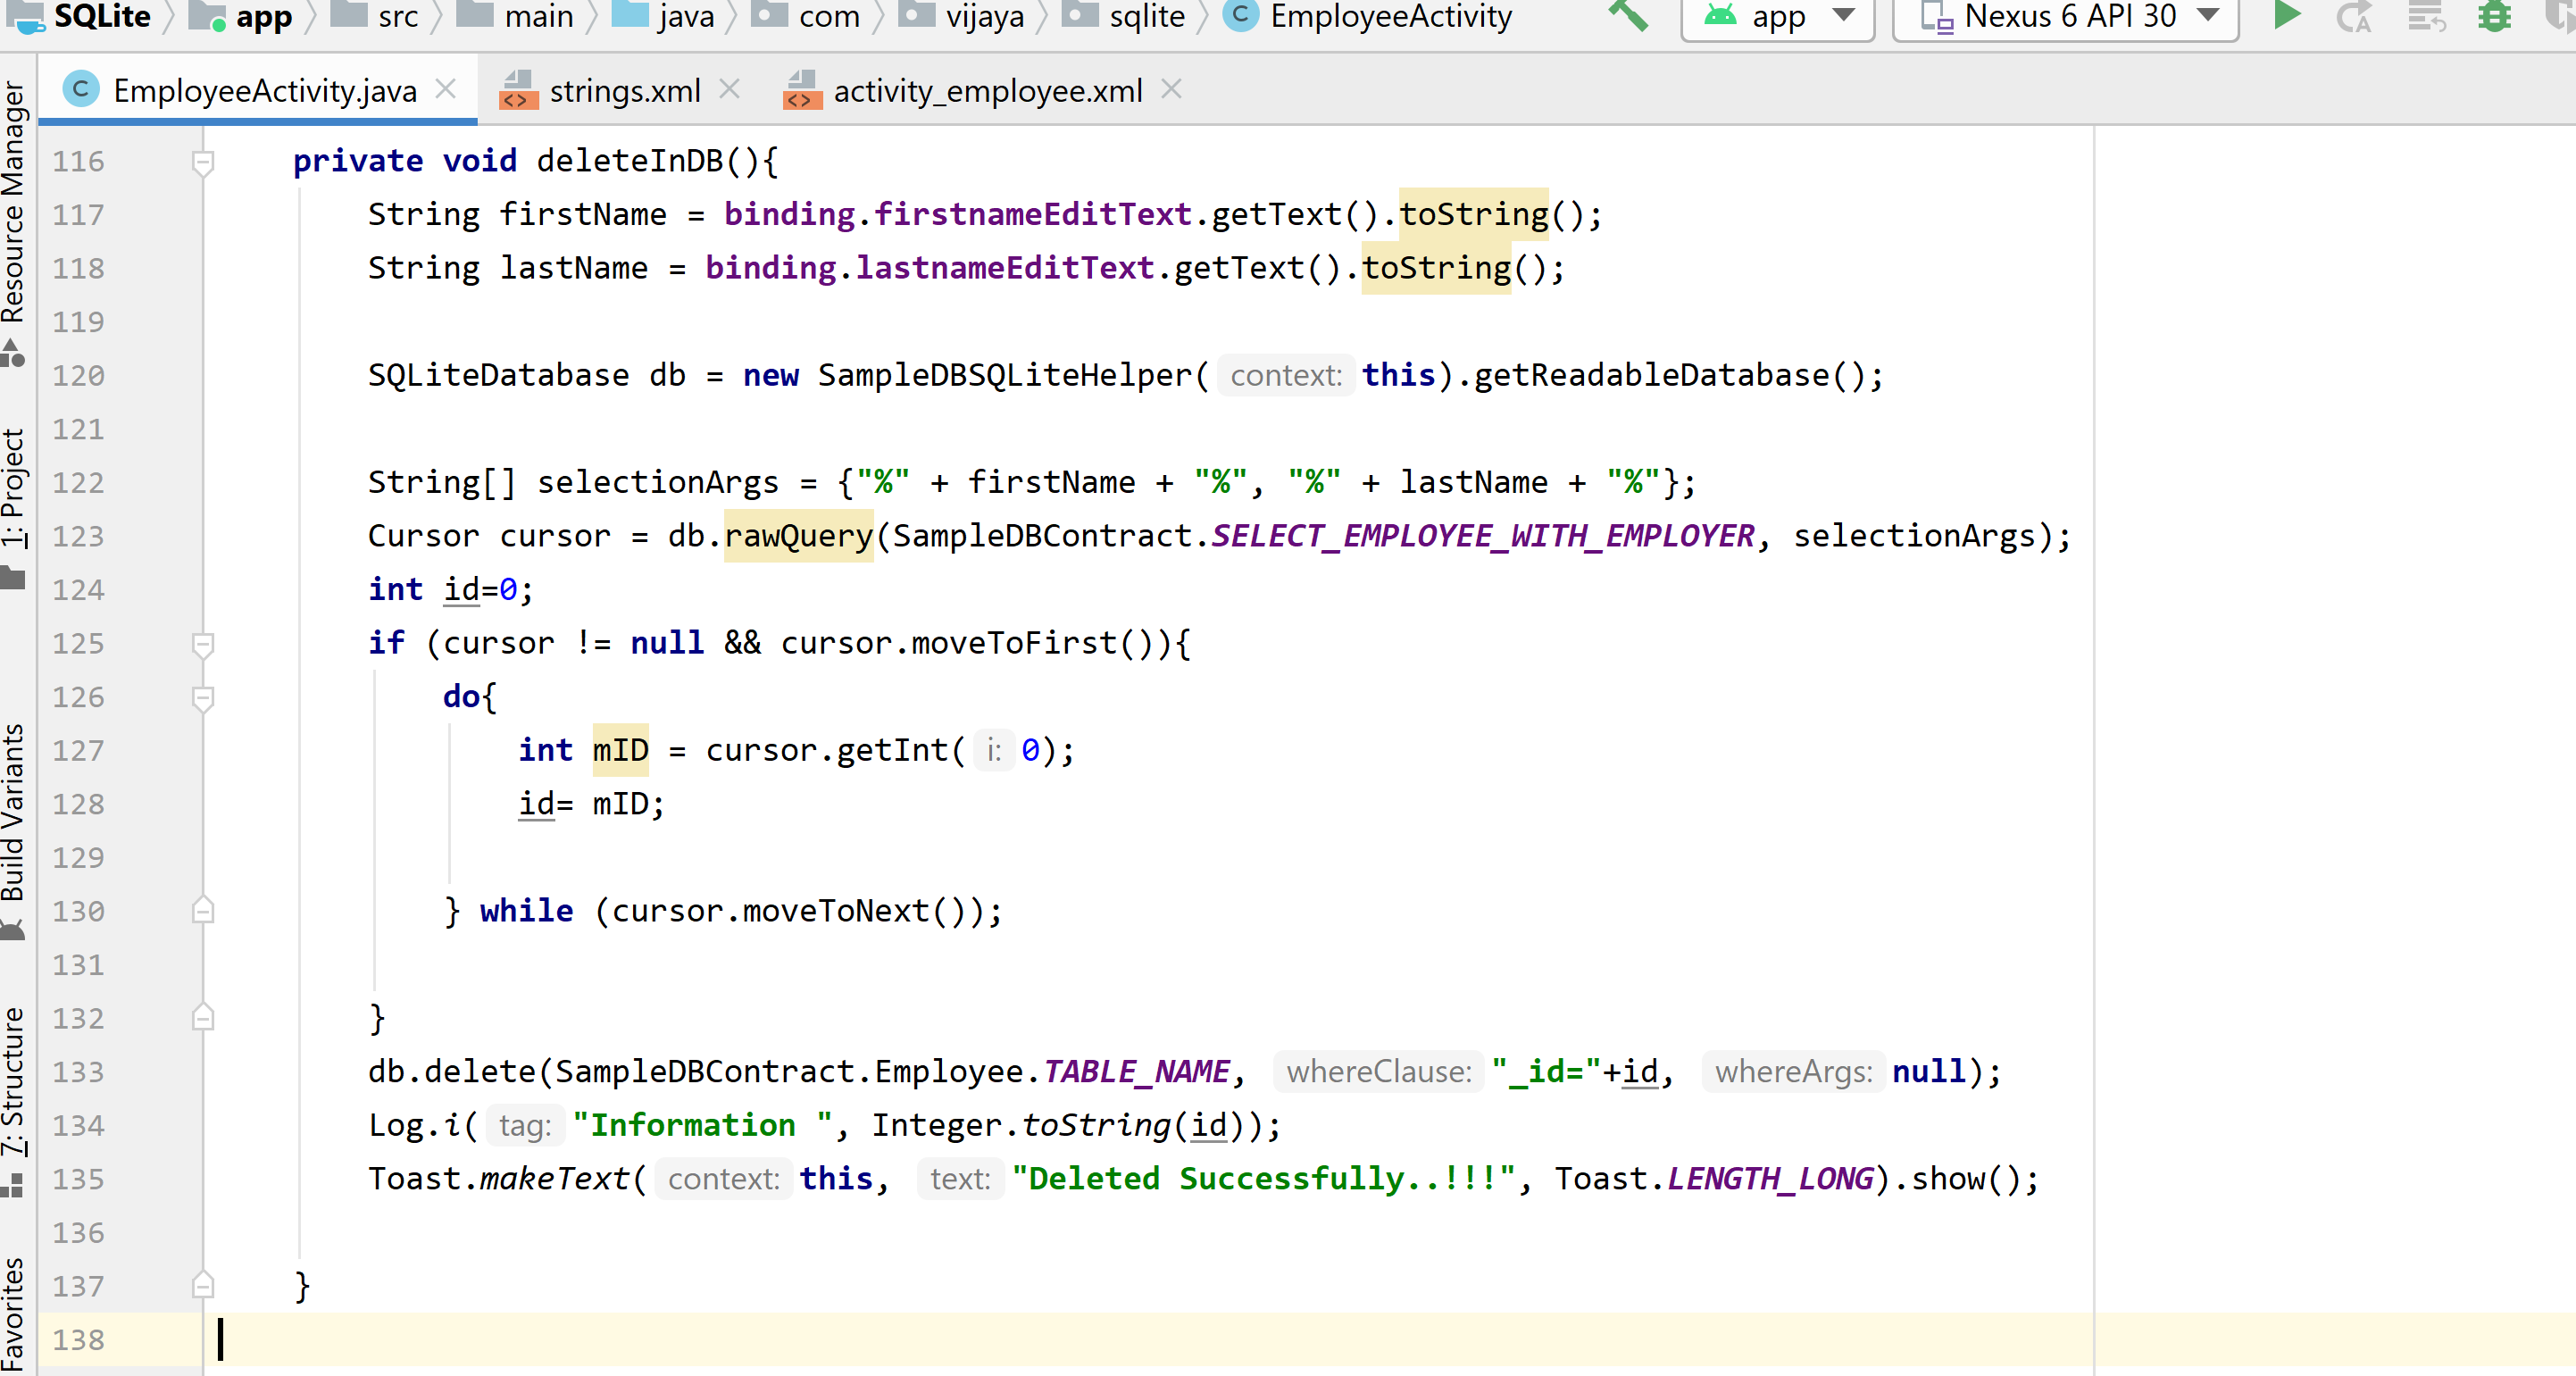 SQLite app src main java com vijaya sqlite EmployeeActivity app Nexus 6 API 30
EmployeeActivity.java strings.xml activity_employee.xml
Resource Manager
1: Project
Build Variants
7: Structure
Favorites
116 private void deleteInDB(){
117 String firstName = binding.firstnameEditText.getText().toString();
118 String lastName = binding.lastnameEditText.getText().toString();
119
120 SQLiteDatabase db = new SampleDBSQLiteHelper( context: this).getReadableDatabase();
121
122 String[] selectionArgs = {"%" + firstName + "%", "%" + lastName + "%"};
123 Cursor cursor = db.rawQuery(SampleDBContract.SELECT_EMPLOYEE_WITH_EMPLOYER, selectionArgs);
124 int id=0;
125 if (cursor != null && cursor.moveToFirst()){
126 do{
127 int mID = cursor.getInt( i: 0);
128 id= mID;
129
130 } while (cursor.moveToNext());
131
132 }
133 db.delete(SampleDBContract.Employee.TABLE_NAME, whereClause: "_id="+id, whereArgs: null);
134 Log.i( tag: "Information ", Integer.toString(id));
135 Toast.makeText( context: this, text: "Deleted Successfully..!!!", Toast.LENGTH_LONG).show();
136
137 }
138